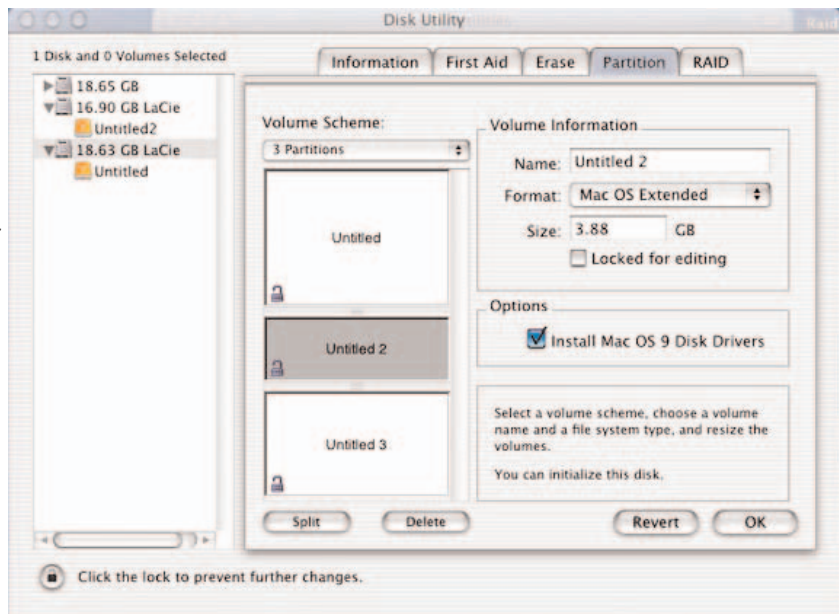 Disk Utility
1 Disk and 0 Volumes Selected
18.65 GB
16.90 GB LaCie
Untitled2
18.63 GB LaCie
Untitled
Information
First Aid
Erase
Partition
RAID
Volume Scheme:
3 Partitions
Untitled
Untitled 2
Untitled 3
Split
Delete
Volume Information
Name: Untitled 2
Format: Mac OS Extended
Size: 3.88 GB
Locked for editing
Options
Install Mac OS 9 Disk Drivers
Select a volume scheme, choose a volume
name and a file system type, and resize the
volumes.
You can initialize this disk.
Revert
OK
Click the lock to prevent further changes.